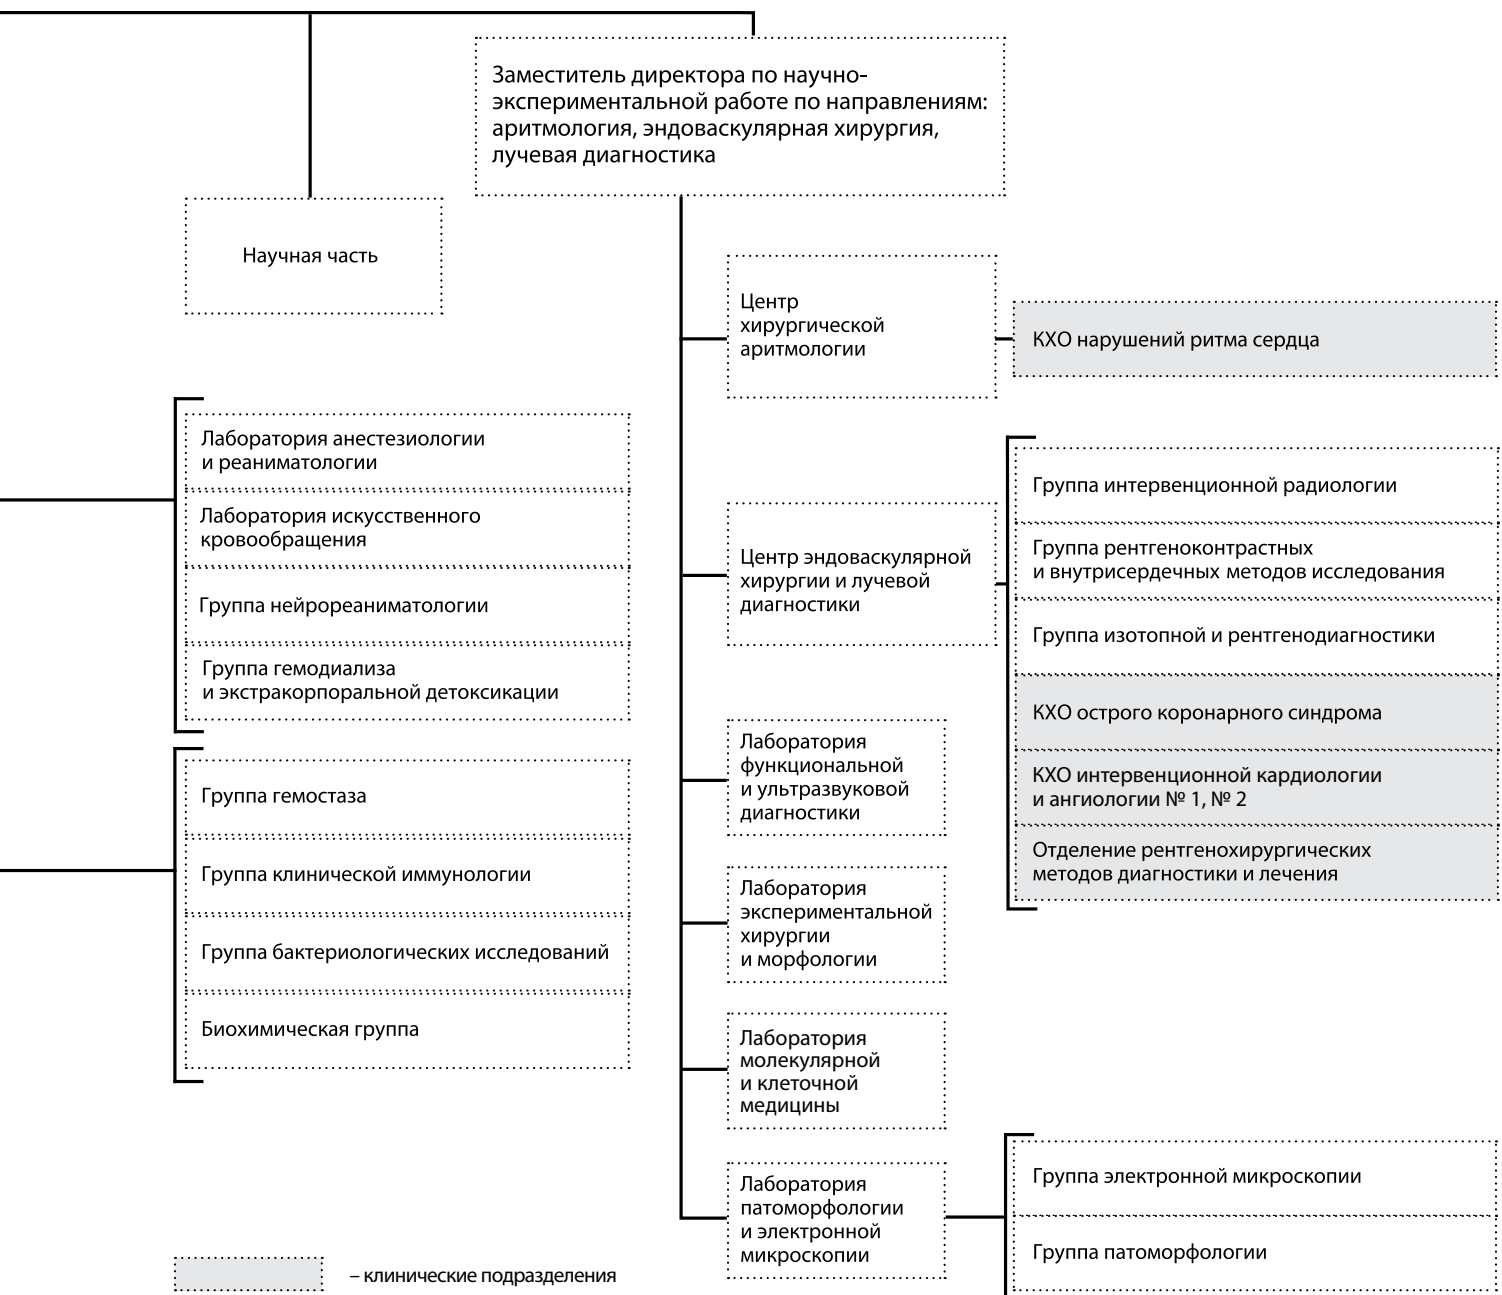 Заместитель директора по научно-
экспериментальной работе по направлениям:
аритмология, эндоваскулярная хирургия,
лучевая диагностика
Научная часть
Лаборатория анестезиологии
и реаниматологии
Лаборатория искусственного
кровообращения
Группа нейрореаниматологии
Группа гемодиализа
и экстракорпоральной детоксикации
Группа гемостаза
Группа клинической иммунологии
Группа бактериологических исследований
Биохимическая группа
Центр
хирургической
аритмологии
КХО нарушений ритма сердца
Центр эндоваскулярной
хирургии и лучевой
диагностики
Группа интервенционной радиологии
Группа рентгеноконтрастных
и внутрисердечных методов исследования
Группа изотопной и рентгенодиагностики
КХО острого коронарного синдрома
КХО интервенционной кардиологии
и ангиологии № 1, № 2
Отделение рентгенохирургических
методов диагностики и лечения
Лаборатория
функциональной
и ультразвуковой
диагностики
Лаборатория
экспериментальной
хирургии
и морфологии
Лаборатория
молекулярной
и клеточной
медицины
Лаборатория
патоморфологии
и электронной
микроскопии
Группа электронной микроскопии
Группа патоморфологии
– клинические подразделения